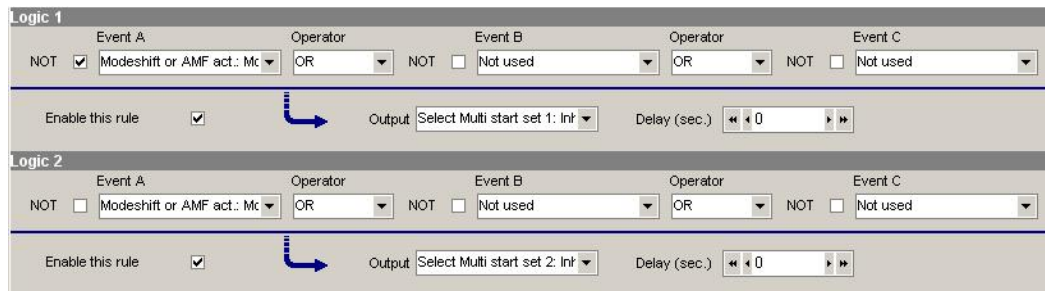 Logic 1
Event A Operator Event B Operator Event C
NOT Modeshift or AMF act.: Mc OR NOT Not used OR NOT Not used
Enable this rule Output Select Multi start set 1: Inh Delay (sec.) 0
Logic 2
Event A Operator Event B Operator Event C
NOT Modeshift or AMF act.: Mc OR NOT Not used OR NOT Not used
Enable this rule Output Select Multi start set 2: Inh Delay (sec.) 0